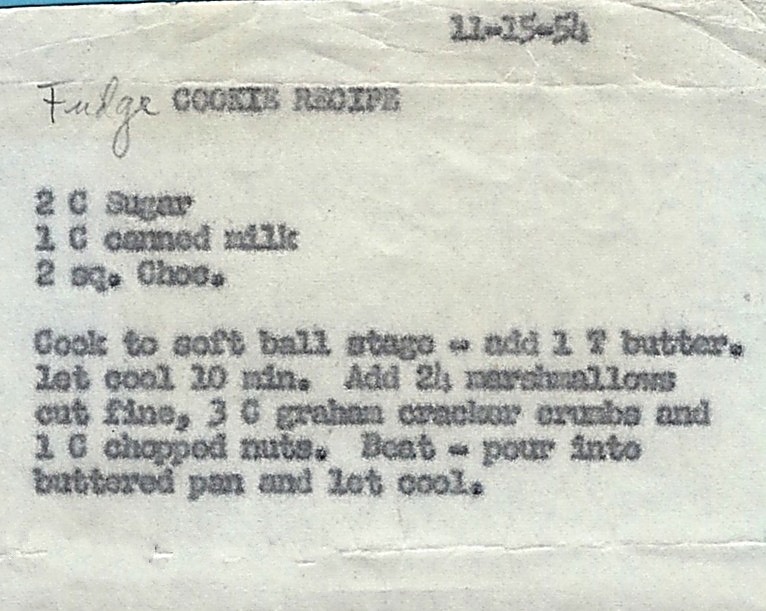 11-15-54
Fudge COOKIE RECIPE
2 C Sugar
1 C canned milk
2 sq. Choc.
Cook to soft ball stage - add 1 T butter.
let cool 10 min. Add 24 marshmallows
cut fine, 3 C graham cracker crumbs and
1 C chopped nuts. Beat - pour into
buttered pan and let cool.